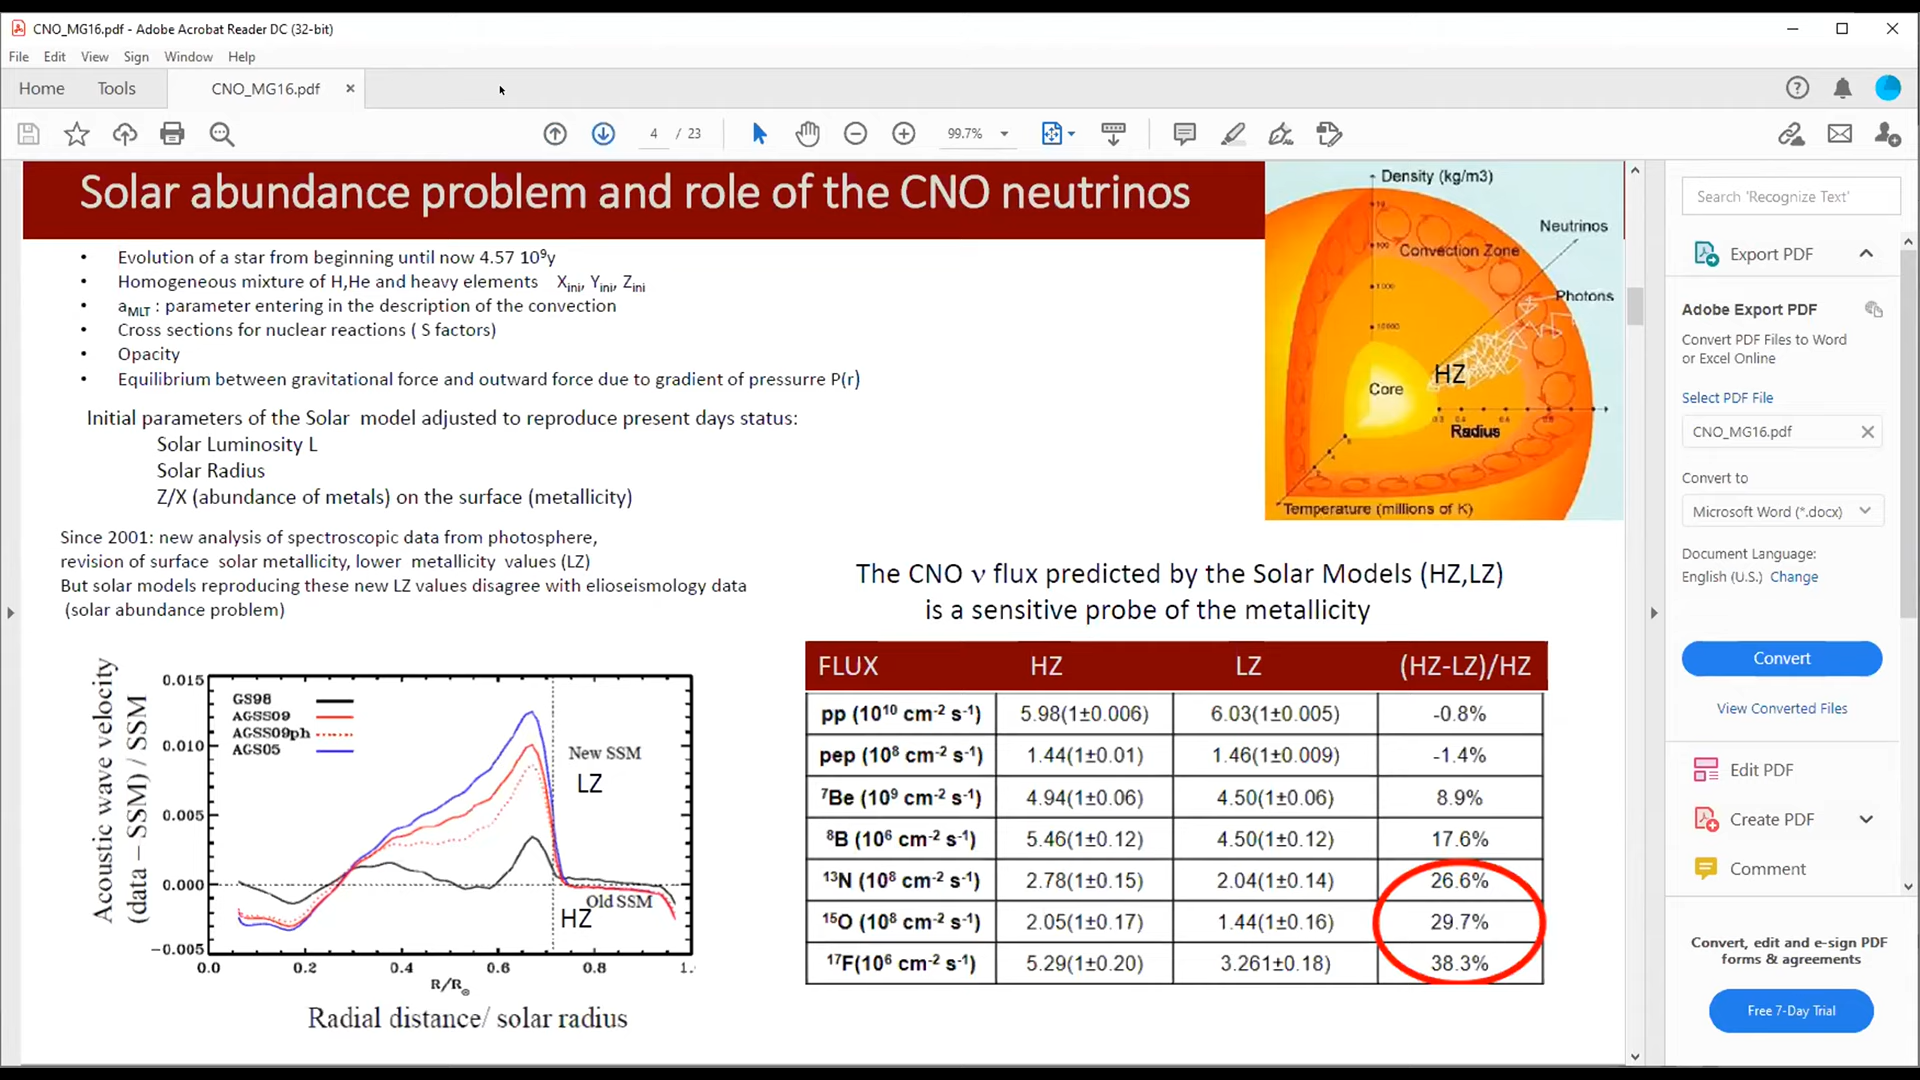 CNO_MG16.pdf - Adobe Acrobat Reader DC (32-bit)
File Edit View Sign Window Help
Home Tools CNO_MG16.pdf ×
4 / 23 99.7%
Solar abundance problem and role of the CNO neutrinos
• Evolution of a star from beginning until now 4.57 10⁹y
• Homogeneous mixture of H,He and heavy elements Xini, Yini, Zini
• aMLT : parameter entering in the description of the convection
• Cross sections for nuclear reactions ( S factors)
• Opacity
• Equilibrium between gravitational force and outward force due to gradient of pressurre P(r)
Initial parameters of the Solar model adjusted to reproduce present days status:
Solar Luminosity L
Solar Radius
Z/X (abundance of metals) on the surface (metallicity)
Since 2001: new analysis of spectroscopic data from photosphere,
revision of surface solar metallicity, lower metallicity values (LZ)
But solar models reproducing these new LZ values disagree with elioseismology data
(solar abundance problem)
Density (kg/m3)
Neutrinos
100
Convection Zone
1000
Photons
10000
HZ
Core
Radius
Temperature (millions of K)
The CNO ν flux predicted by the Solar Models (HZ,LZ)
is a sensitive probe of the metallicity
Acoustic wave velocity
(data – SSM) / SSM
0.015
0.010
0.005
0.000
−0.005
GS98
AGSS09
AGSS09ph
AGS05
New SSM
LZ
Old SSM
HZ
0.0 0.2 0.4 0.6 0.8 1.
R/R⊙
Radial distance/ solar radius
FLUX HZ LZ (HZ-LZ)/HZ
pp (10¹⁰ cm⁻² s⁻¹) 5.98(1±0.006) 6.03(1±0.005) -0.8%
pep (10⁸ cm⁻² s⁻¹) 1.44(1±0.01) 1.46(1±0.009) -1.4%
⁷Be (10⁹ cm⁻² s⁻¹) 4.94(1±0.06) 4.50(1±0.06) 8.9%
⁸B (10⁶ cm⁻² s⁻¹) 5.46(1±0.12) 4.50(1±0.12) 17.6%
¹³N (10⁸ cm⁻² s⁻¹) 2.78(1±0.15) 2.04(1±0.14) 26.6%
¹⁵O (10⁸ cm⁻² s⁻¹) 2.05(1±0.17) 1.44(1±0.16) 29.7%
¹⁷F(10⁶ cm⁻² s⁻¹) 5.29(1±0.20) 3.261±0.18) 38.3%
Search 'Recognize Text'
Export PDF
Adobe Export PDF
Convert PDF Files to Word
or Excel Online
Select PDF File
CNO_MG16.pdf
Convert to
Microsoft Word (*.docx)
Document Language:
English (U.S.) Change
Convert
View Converted Files
Edit PDF
Create PDF
Comment
Convert, edit and e-sign PDF
forms & agreements
Free 7-Day Trial